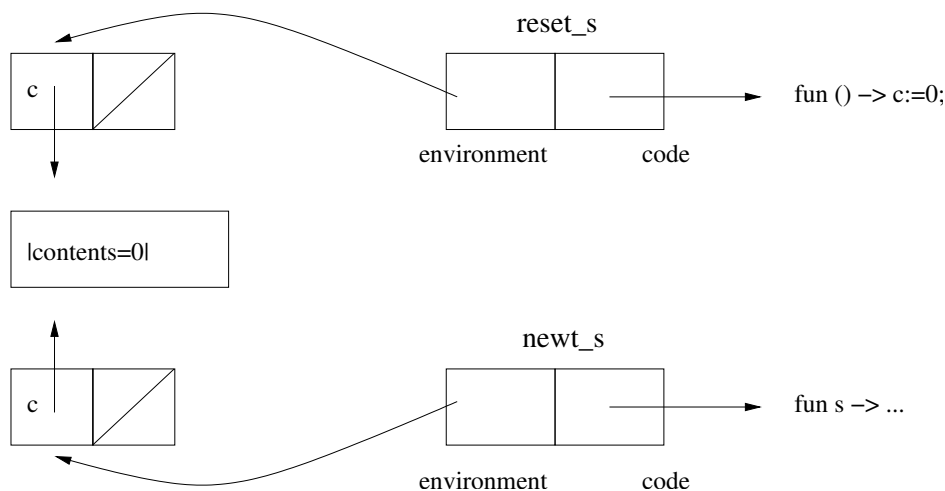 reset_s
c
fun () −> c:=0;
environment
code
|contents=0|
newt_s
c
fun s −> ...
environment
code